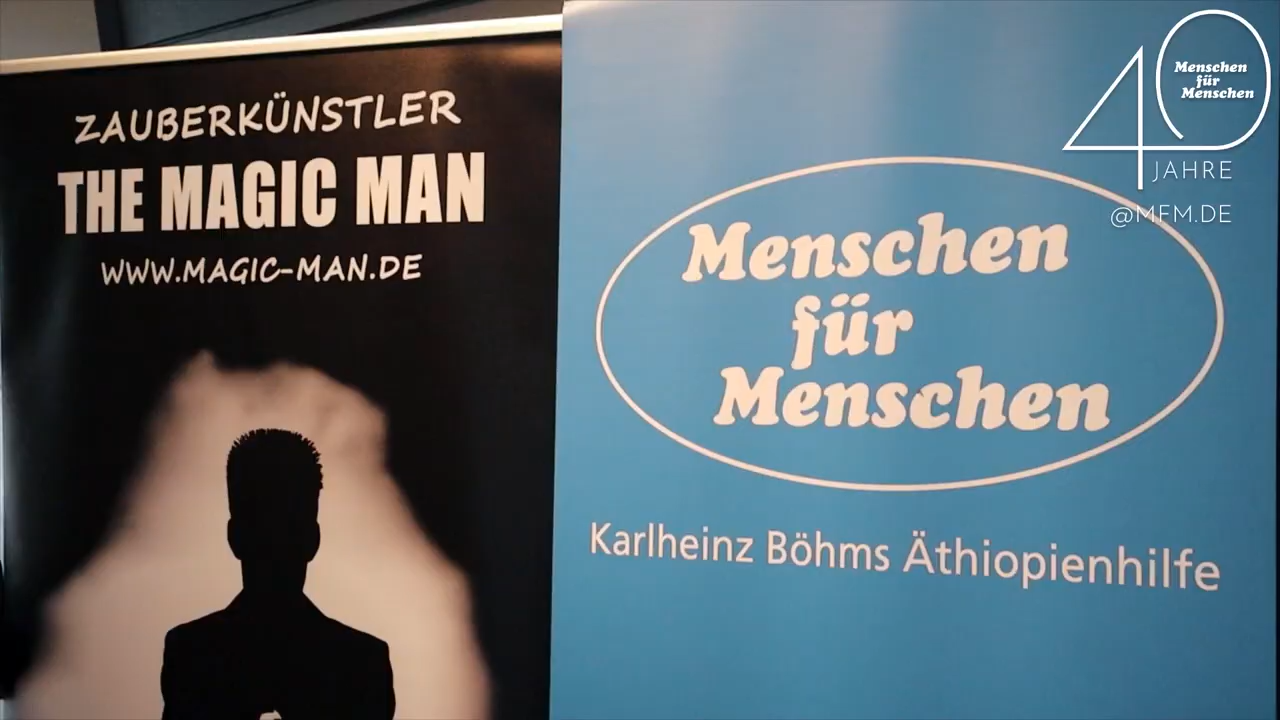 ZAUBERKÜNSTLER
THE MAGIC MAN
WWW.MAGIC-MAN.DE
Menschen
für
Menschen
Karlheinz Böhms Äthiopienhilfe
40
Menschen
für
Menschen
JAHRE
@MFM.DE